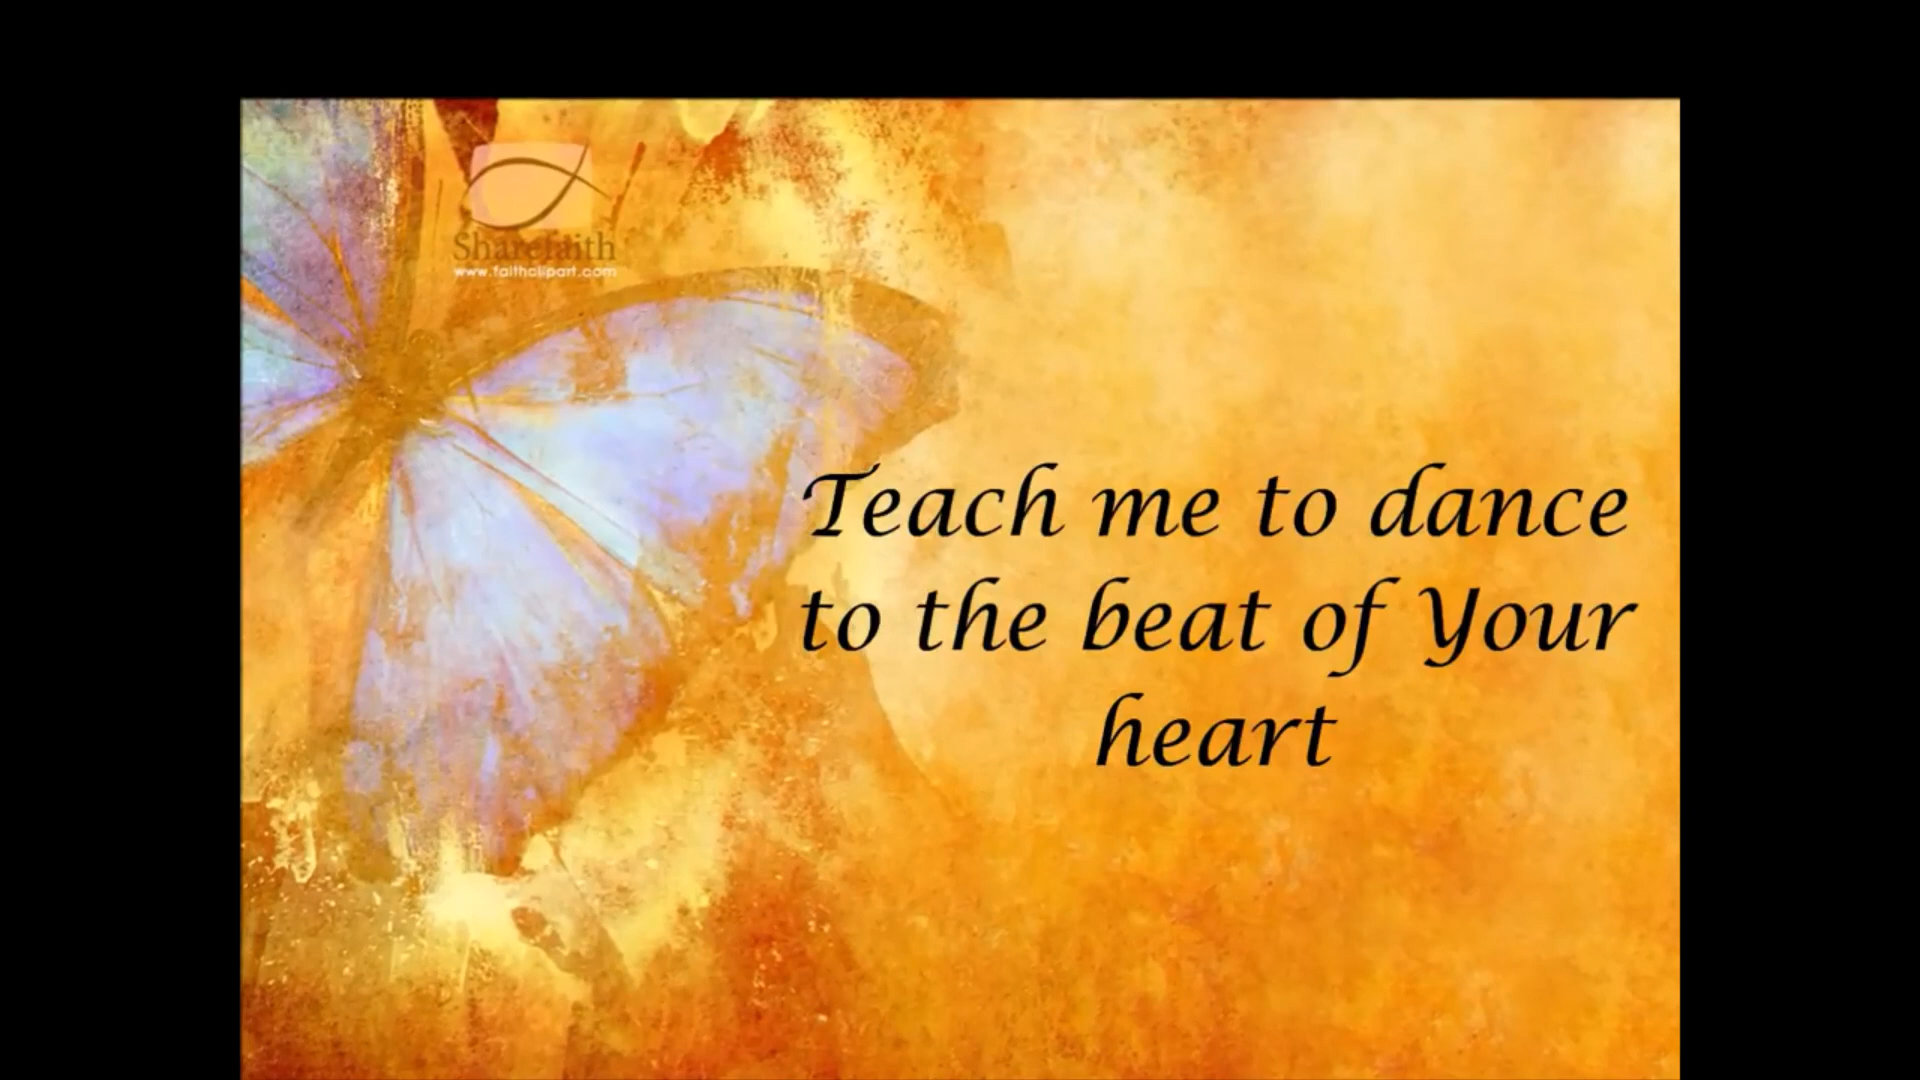 Sharefaith
www.faithclipart.com
Teach me to dance
to the beat of Your
heart